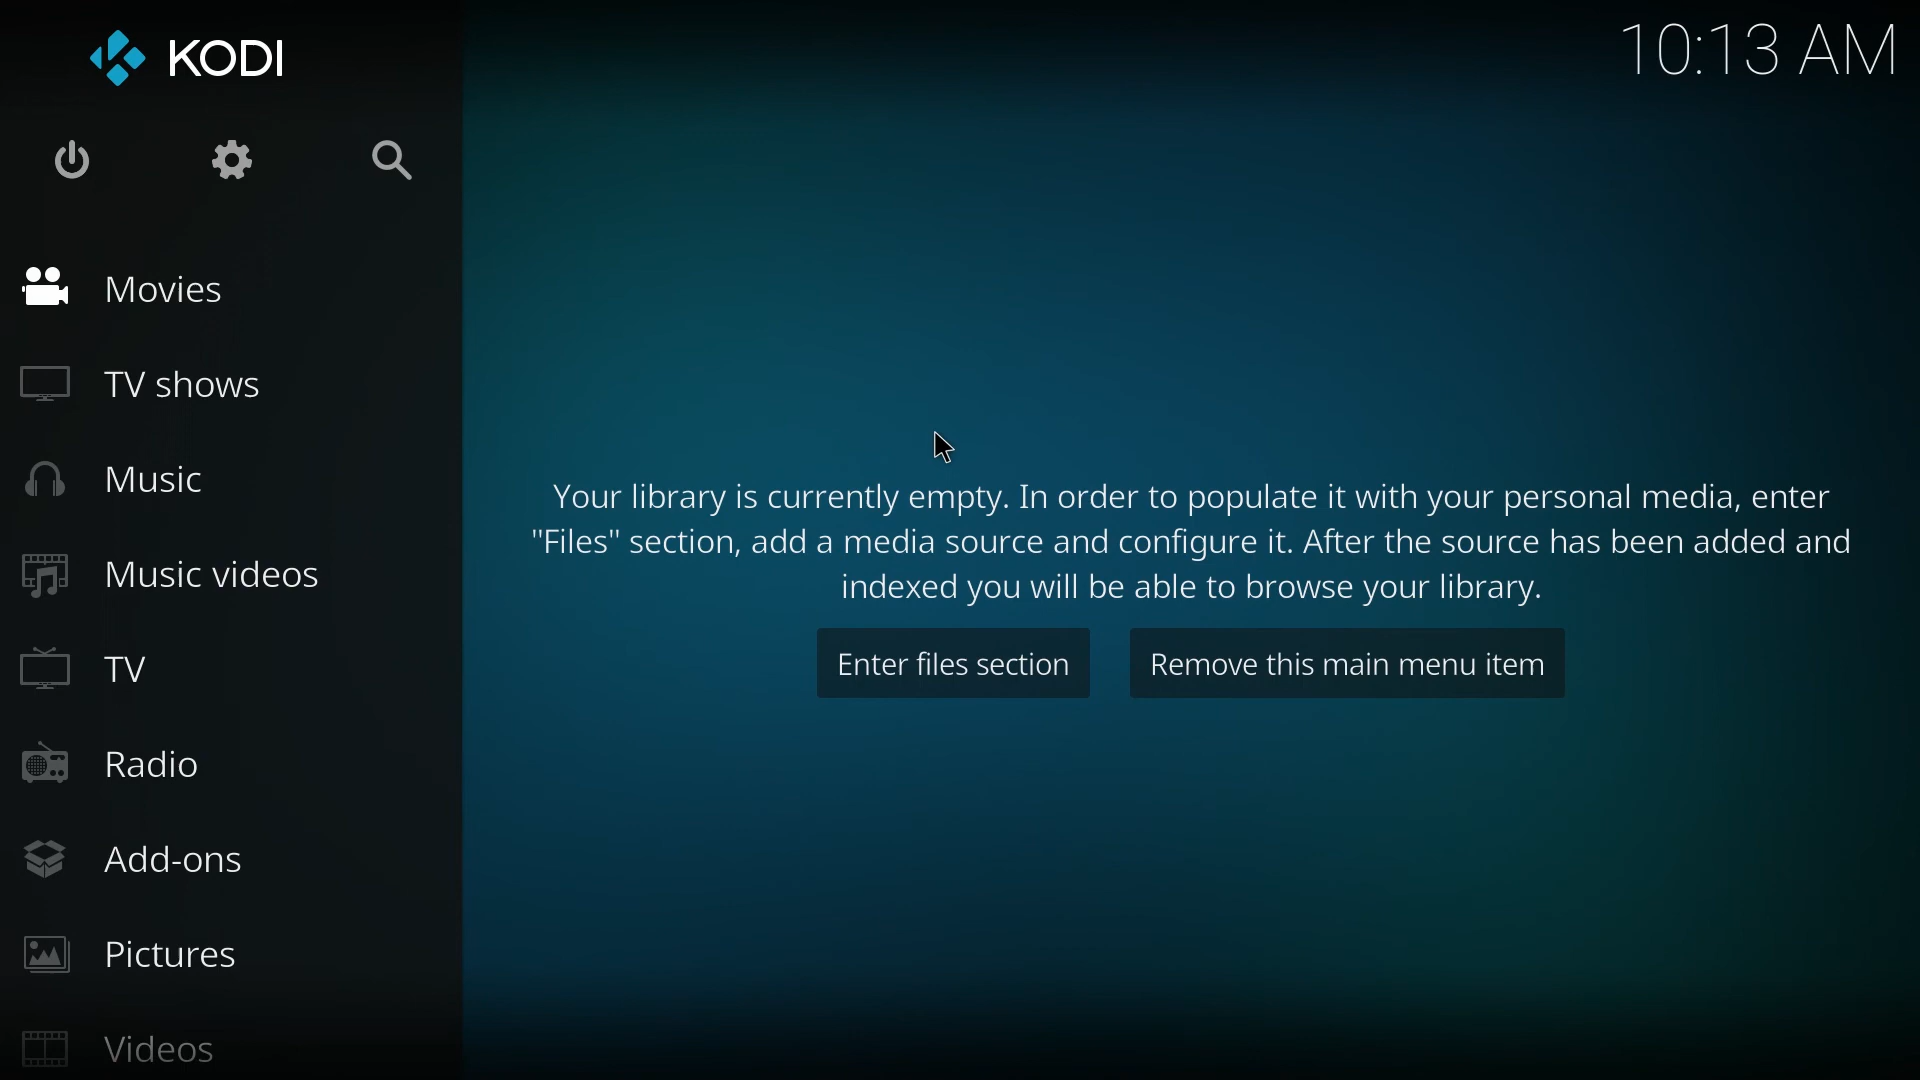 KODI
10:13 AM
Movies
TV shows
Music
Music videos
TV
Radio
Add-ons
Pictures
Videos
Your library is currently empty. In order to populate it with your personal media, enter
"Files" section, add a media source and configure it. After the source has been added and
indexed you will be able to browse your library.
Enter files section
Remove this main menu item